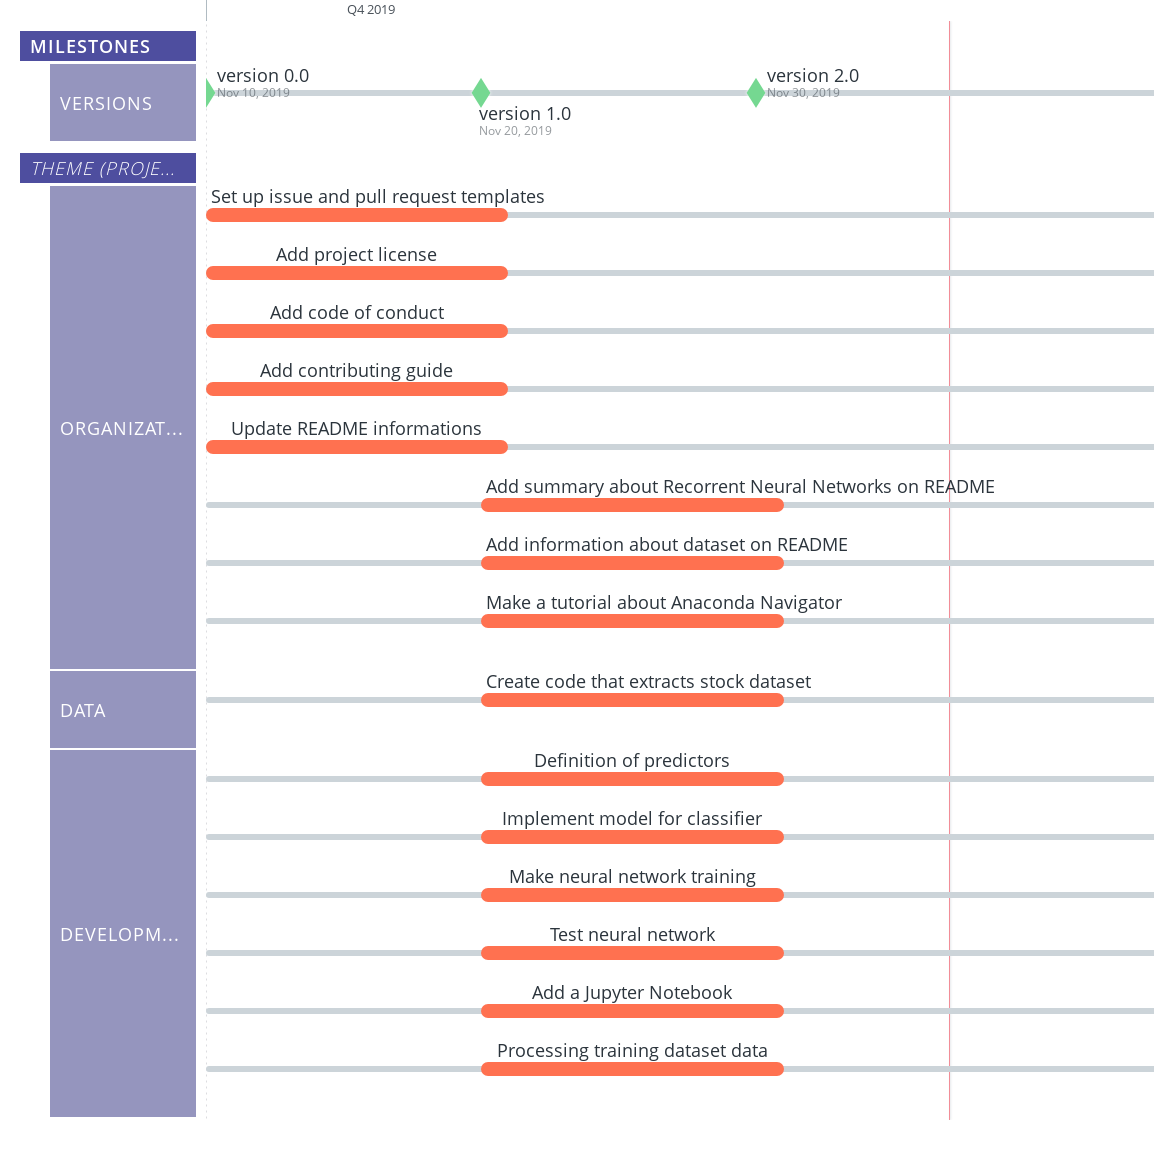 Q4 2019
MILESTONES
VERSIONS
version 0.0
Nov 10, 2019
version 1.0
Nov 20, 2019
version 2.0
Nov 30, 2019
THEME (PROJE...
ORGANIZAT...
Set up issue and pull request templates
Add project license
Add code of conduct
Add contributing guide
Update README informations
Add summary about Recorrent Neural Networks on README
Add information about dataset on README
Make a tutorial about Anaconda Navigator
DATA
Create code that extracts stock dataset
DEVELOPM...
Definition of predictors
Implement model for classifier
Make neural network training
Test neural network
Add a Jupyter Notebook
Processing training dataset data